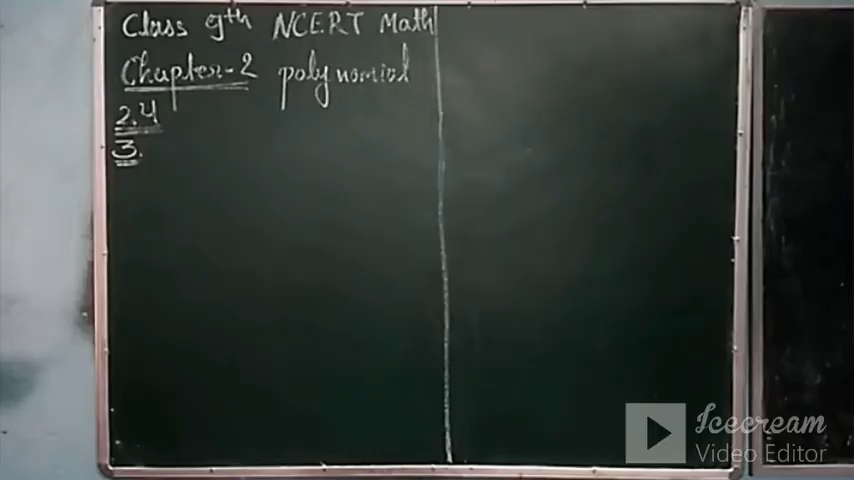 Class 9th NCERT Math
Chapter-2 polynomial
2.4
3.
Icecream
Video Editor